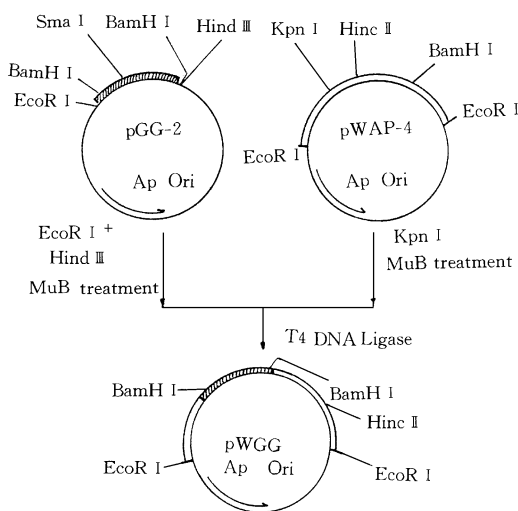 Sma Ⅰ
BamH Ⅰ
Hind Ⅲ
BamH Ⅰ
EcoR Ⅰ
pGG-2
Ap Ori
Kpn Ⅰ
Hinc Ⅱ
BamH Ⅰ
EcoR Ⅰ
EcoR Ⅰ
pWAP-4
Ap Ori
EcoR Ⅰ +
Hind Ⅲ
MuB treatment
Kpn Ⅰ
MuB treatment
T4 DNA Ligase
BamH Ⅰ
BamH Ⅰ
Hinc Ⅱ
EcoR Ⅰ
EcoR Ⅰ
pWGG
Ap Ori